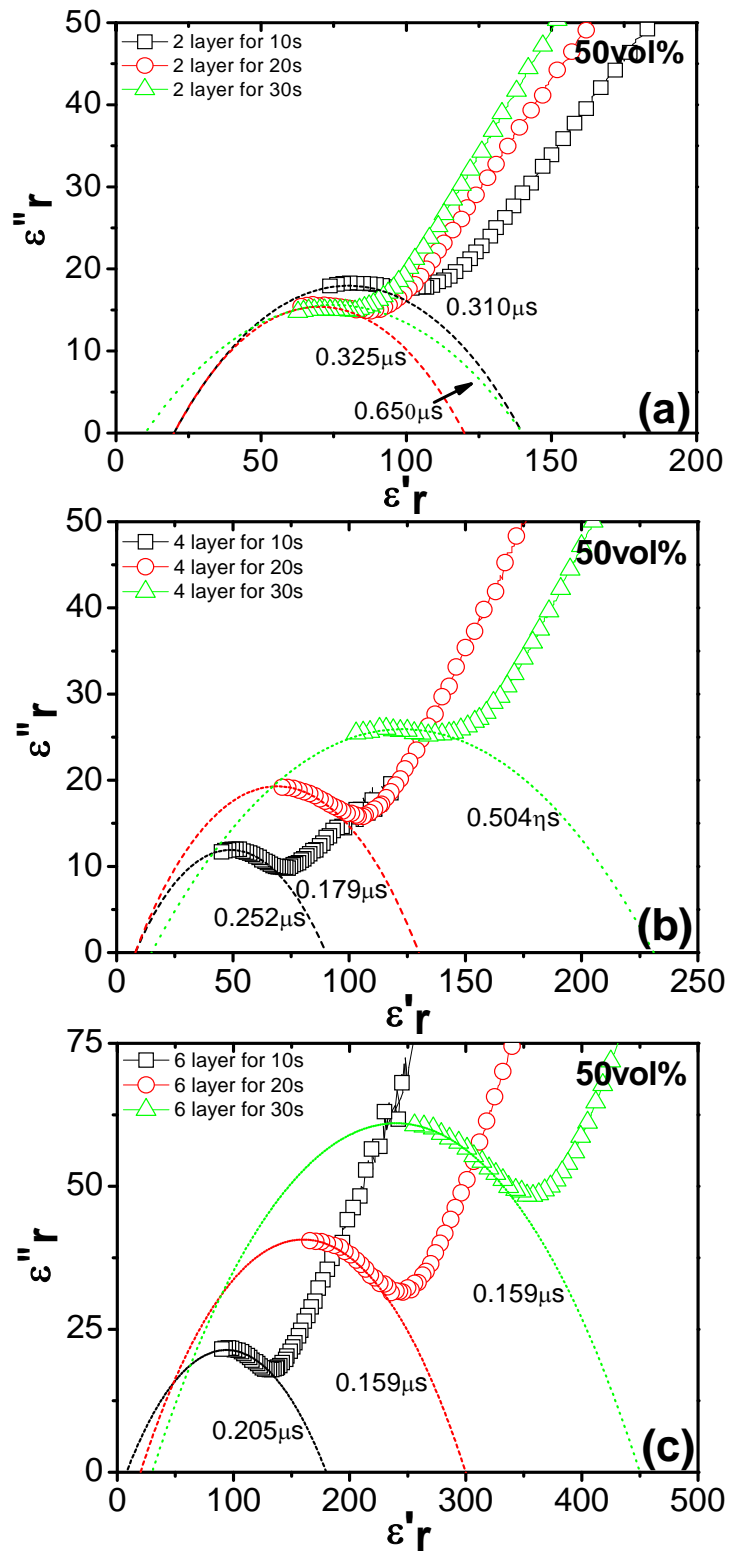 50
2 layer for 10s
50vol%
2 layer for 20s
2 layer for 30s
40
30
ε''r
20
0.310μs
10
0.325μs
0.650μs
(a)
0
0 50 100 150 200
ε'r
50
4 layer for 10s
50vol%
4 layer for 20s
4 layer for 30s
40
30
ε''r
20
0.504ηs
10
0.179μs
0.252μs
(b)
0
0 50 100 150 200 250
ε'r
75
6 layer for 10s
50vol%
6 layer for 20s
6 layer for 30s
50
ε''r
0.159μs
25
0.159μs
0.205μs
(c)
0
0 100 200 300 400 500
ε'r